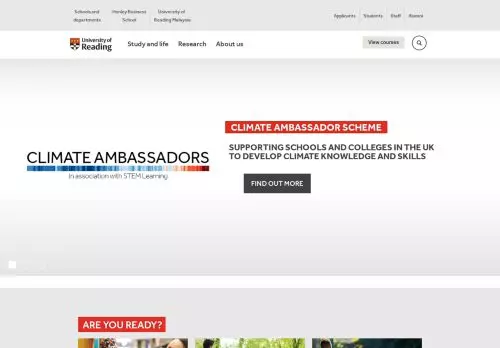 Schools and
departments
Henley Business
School
University of
Reading Malaysia
Applicants
Students
Staff
Alumni
University of
Reading
Study and life
Research
About us
View courses
CLIMATE AMBASSADOR SCHEME
SUPPORTING SCHOOLS AND COLLEGES IN THE UK
TO DEVELOP CLIMATE KNOWLEDGE AND SKILLS
CLIMATE AMBASSADORS
In association with STEM Learning
FIND OUT MORE
ARE YOU READY?